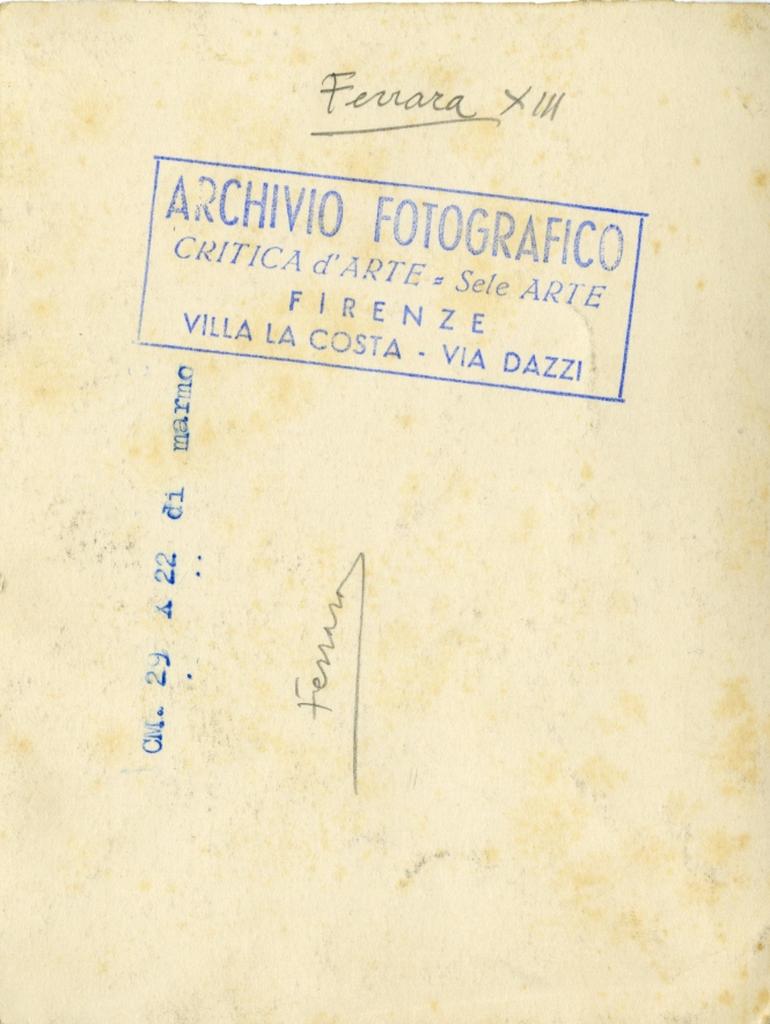 Ferrara XIII
ARCHIVIO FOTOGRAFICO
CRITICA d'ARTE = Sele ARTE
FIRENZE
VILLA LA COSTA - VIA DAZZI
CM. 29 X 22 di marmo
Ferrara